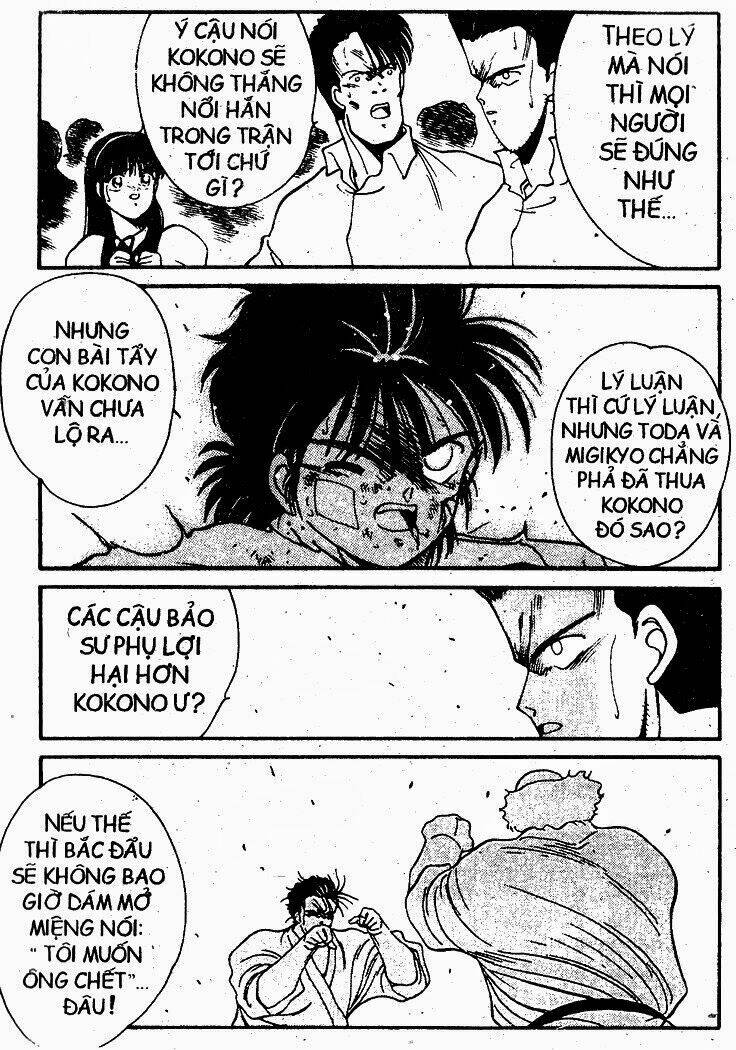 Ý CẬU NÓI
KOKONO SẼ
KHÔNG THẮNG
NỔI HẮN
TRONG TRẬN
TỚI CHỨ
GÌ?
THEO LÝ
MÀ NÓI
THÌ MỌI
NGƯỜI
SẼ ĐÚNG
NHƯ
THẾ...
NHƯNG
CON BÀI TẨY
CỦA KOKONO
VẪN CHƯA
LỘ RA...
LÝ LUẬN
THÌ CỨ LÝ LUẬN,
NHƯNG TODA VÀ
MIGIKYO CHẲNG
PHẢ ĐÃ THUA
KOKONO
ĐÓ SAO?
CÁC CẬU BẢO
SƯ PHỤ LỢI
HẠI HƠN
KOKONO Ư?
NẾU THẾ
THÌ BẮC ĐẨU
SẼ KHÔNG BAO
GIỜ DÁM MỞ
MIỆNG NÓI:
" TÔI MUỐN
ÔNG CHẾT"...
ĐÂU!